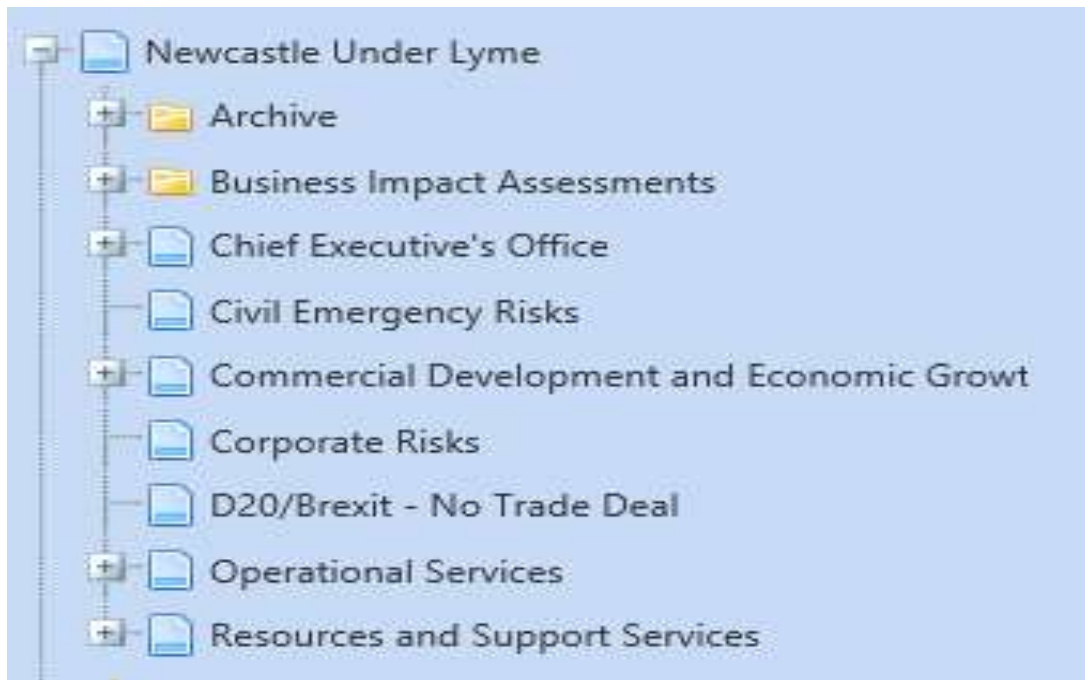 Newcastle Under Lyme
Archive
Business Impact Assessments
Chief Executive's Office
Civil Emergency Risks
Commercial Development and Economic Growt
Corporate Risks
D20/Brexit - No Trade Deal
Operational Services
Resources and Support Services